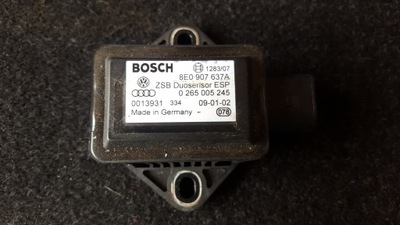 BOSCH 1283/07
8E0 907 637A
ZSB Duosensor ESP
0 265 005 245
0013931 334 09-01-02
Made in Germany - 078